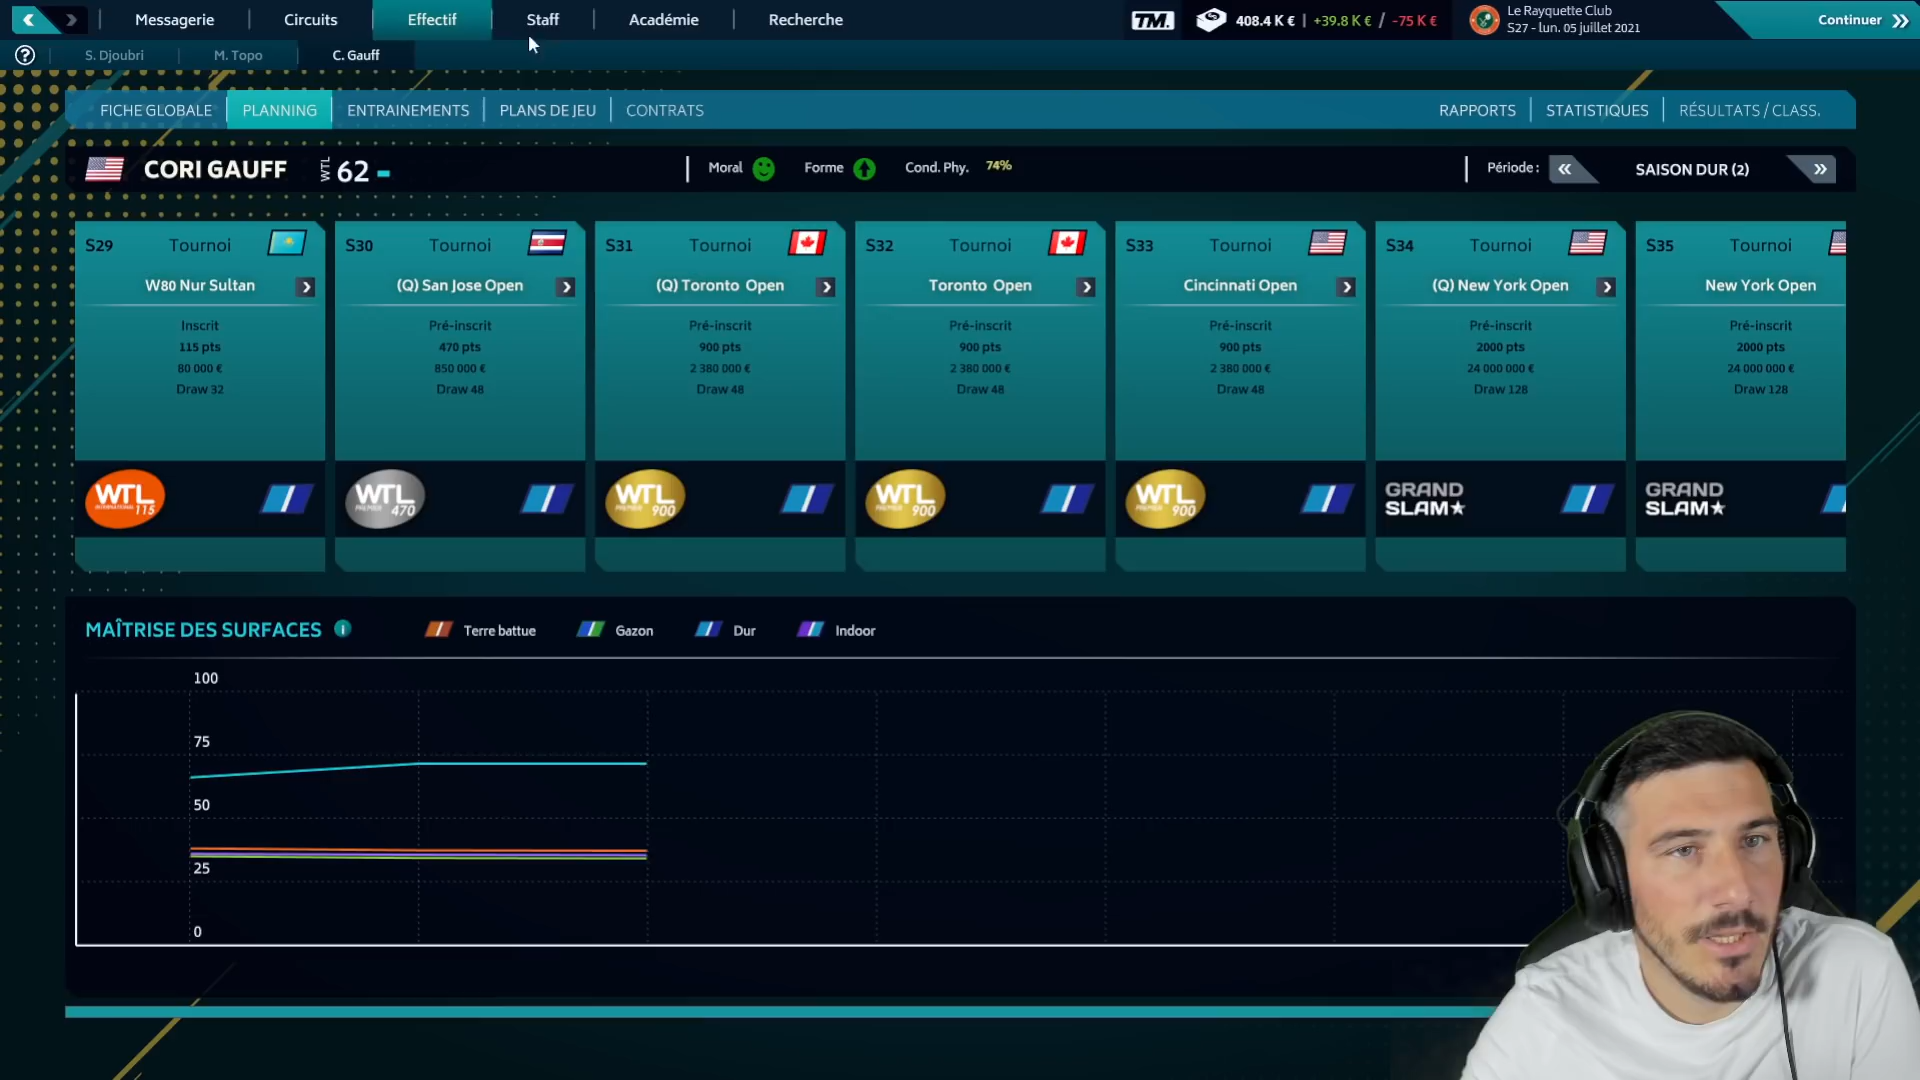 Messagerie
Circuits
Effectif
Staff
Académie
Recherche
TM.
408.4 K € | +39.8 K € / -75 K €
Le Rayquette Club
S27 - lun. 05 juillet 2021
Continuer
?
S. Djoubri
M. Topo
C. Gauff
FICHE GLOBALE
PLANNING
ENTRAINEMENTS
PLANS DE JEU
CONTRATS
RAPPORTS
STATISTIQUES
RÉSULTATS / CLASS.
CORI GAUFF
WTL
62
Moral
Forme
Cond. Phy.
74%
Période :
SAISON DUR (2)
S29 Tournoi
W80 Nur Sultan
Inscrit
115 pts
80 000 €
Draw 32
WTL
INTERNATIONAL 115
S30 Tournoi
(Q) San Jose Open
Pré-inscrit
470 pts
850 000 €
Draw 48
WTL
PREMIER 470
S31 Tournoi
(Q) Toronto Open
Pré-inscrit
900 pts
2 380 000 €
Draw 48
WTL
PREMIER 900
S32 Tournoi
Toronto Open
Pré-inscrit
900 pts
2 380 000 €
Draw 48
WTL
PREMIER 900
S33 Tournoi
Cincinnati Open
Pré-inscrit
900 pts
2 380 000 €
Draw 48
WTL
PREMIER 900
S34 Tournoi
(Q) New York Open
Pré-inscrit
2000 pts
24 000 000 €
Draw 128
GRAND
SLAM
S35 Tournoi
New York Open
Pré-inscrit
2000 pts
24 000 000 €
Draw 128
GRAND
SLAM
MAÎTRISE DES SURFACES
i
Terre battue
Gazon
Dur
Indoor
100
75
50
25
0